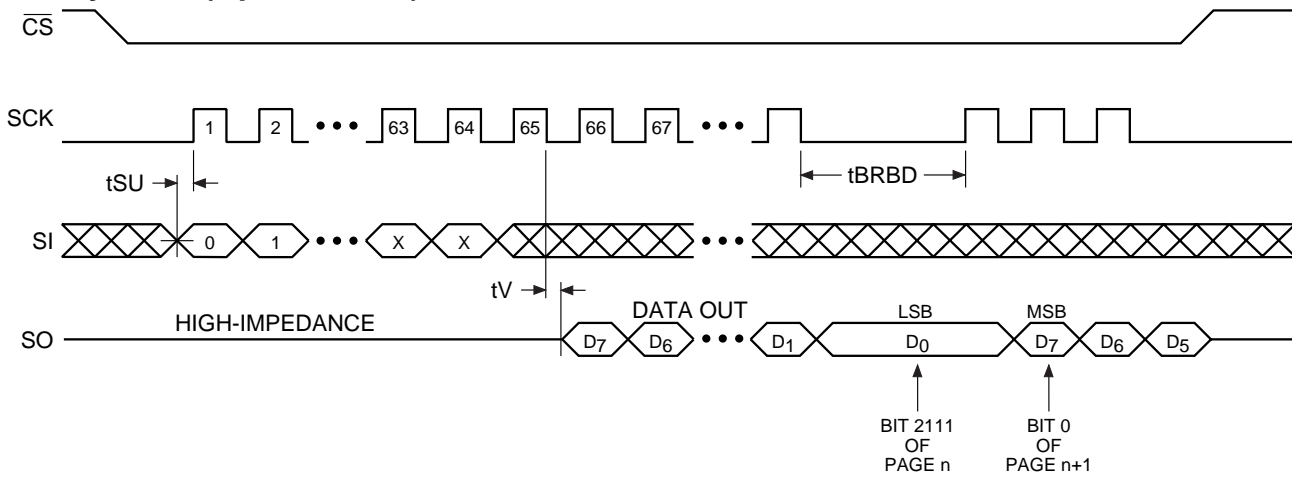 CS
SCK
1 2 ••• 63 64 65 66 67 •••
tSU
tBRBD
SI
0 1 ••• X X •••
tV
HIGH-IMPEDANCE
DATA OUT
LSB
MSB
SO
D7 D6 ••• D1 D0 D7 D6 D5
BIT 2111
OF
PAGE n
BIT 0
OF
PAGE n+1